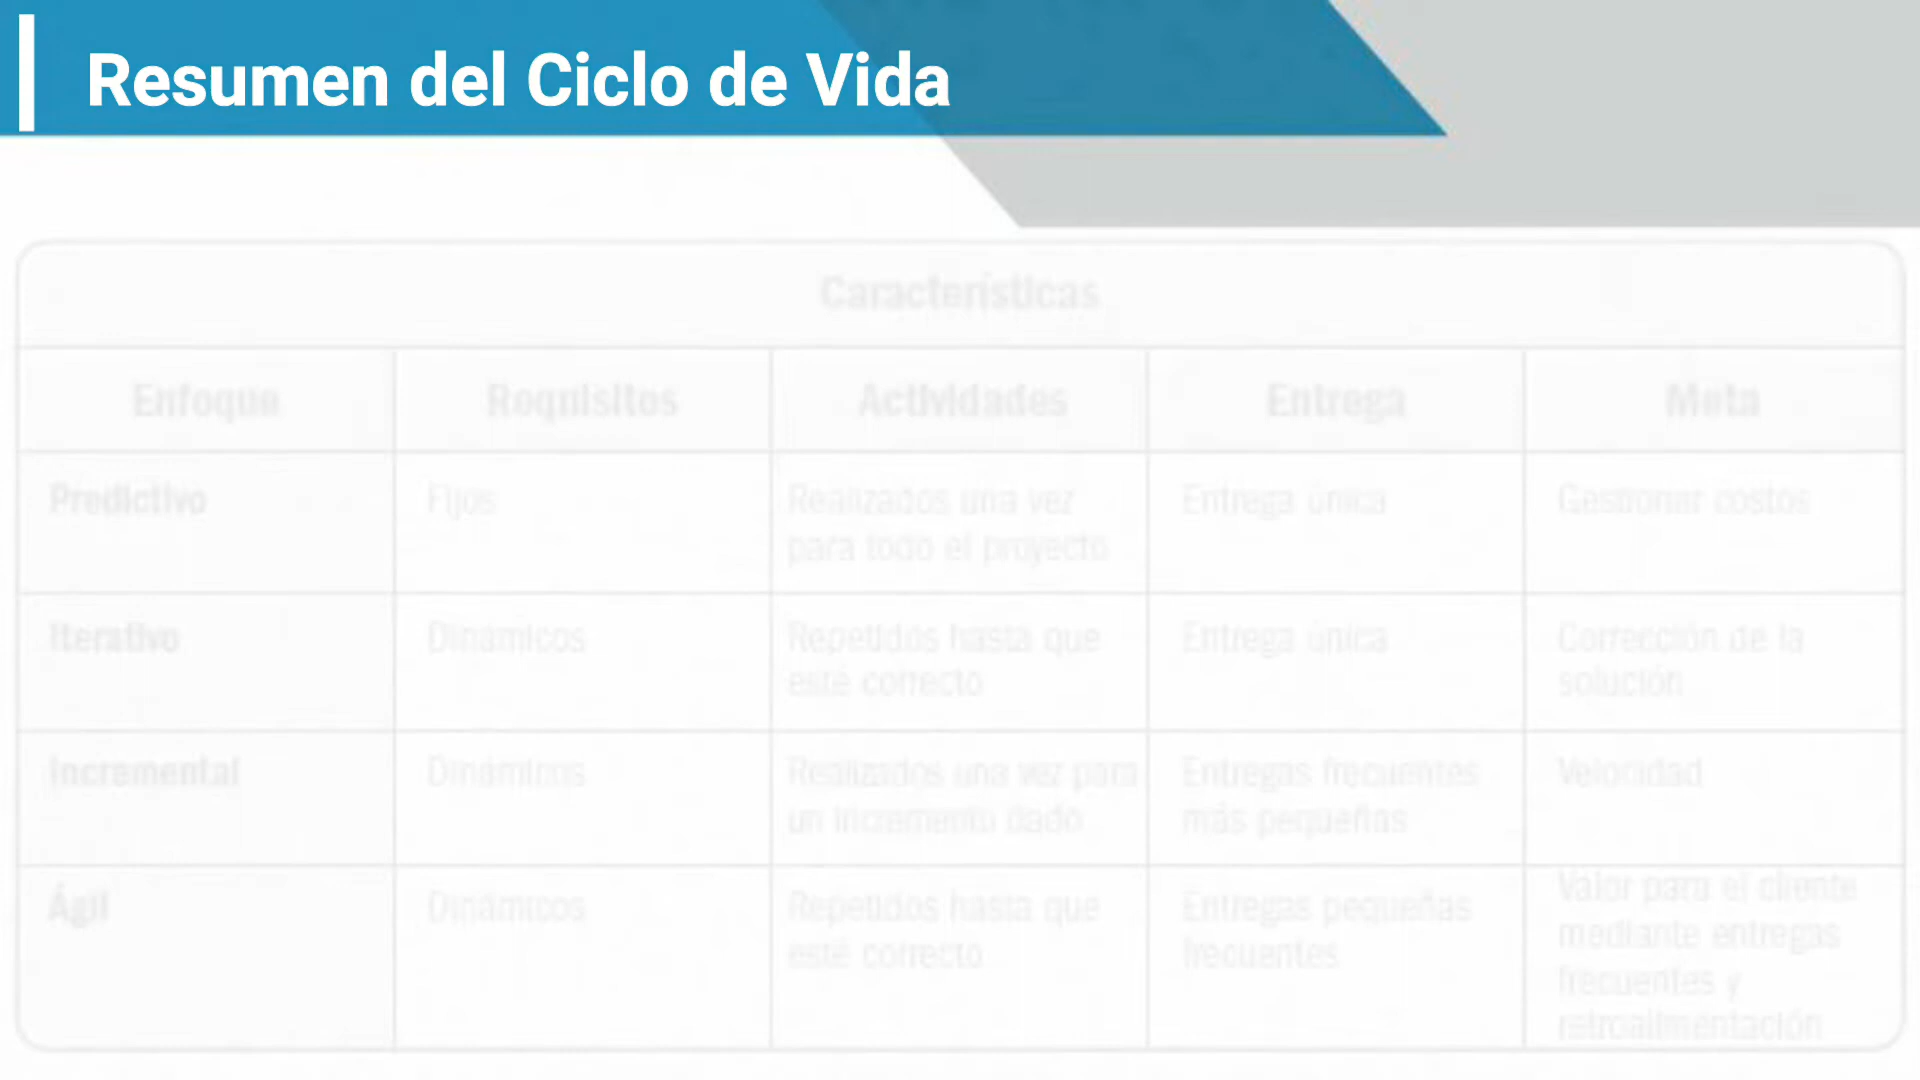 Resumen del Ciclo de Vida
Características
Enfoque Requisitos Actividades Entrega Meta
Predictivo Fijos Realizados una vez Entrega única Gestionar costos
para todo el proyecto
Iterativo Dinámicos Repetidos hasta que Entrega única Corrección de la
esté correcto solución
Incremental Dinámicos Realizados una vez para Entregas frecuentes Velocidad
un incremento dado más pequeñas
Ágil Dinámicos Repetidos hasta que Entregas pequeñas Valor para el cliente
esté correcto frecuentes mediante entregas
frecuentes y
retroalimentación